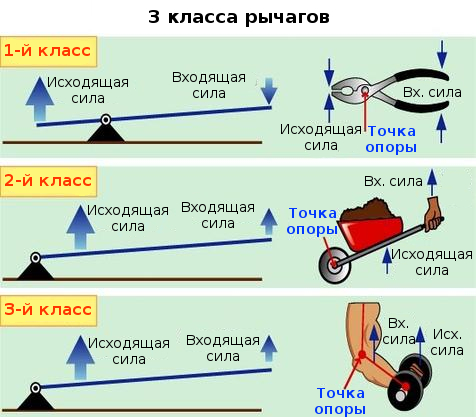 3 класса рычагов
1-й класс
Исходящая
сила
Входящая
сила
Вх. сила
Исходящая
сила
Точка
опоры
2-й класс
Исходящая
сила
Входящая
сила
Вх. сила
Точка
опоры
Исходящая
сила
3-й класс
Исходящая
сила
Входящая
сила
Вх.
сила
Исх.
сила
Точка
опоры